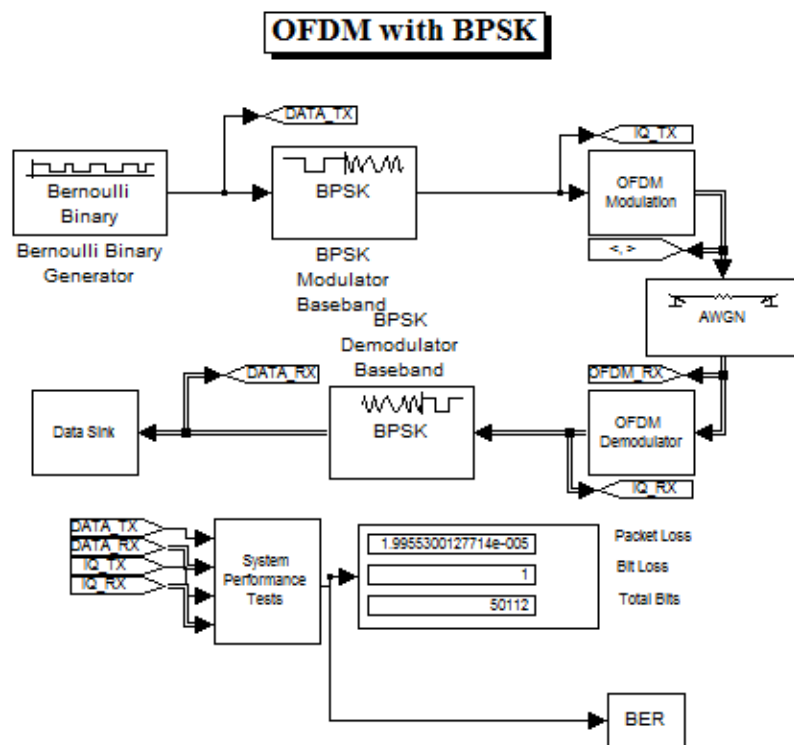 OFDM with BPSK
DATA_TX
IQ_TX
Bernoulli
Binary
BPSK
OFDM
Modulation
Bernoulli Binary
Generator
BPSK
Modulator
Baseband
<, >
AWGN
BPSK
Demodulator
Baseband
DATA_RX
OFDM_RX
Data Sink
BPSK
OFDM
Demodulator
IQ_RX
DATA_TX
DATA_RX
IQ_TX
IQ_RX
System
Performance
Tests
1.9955300127714e-005
Packet Loss
1
Bit Loss
50112
Total Bits
BER